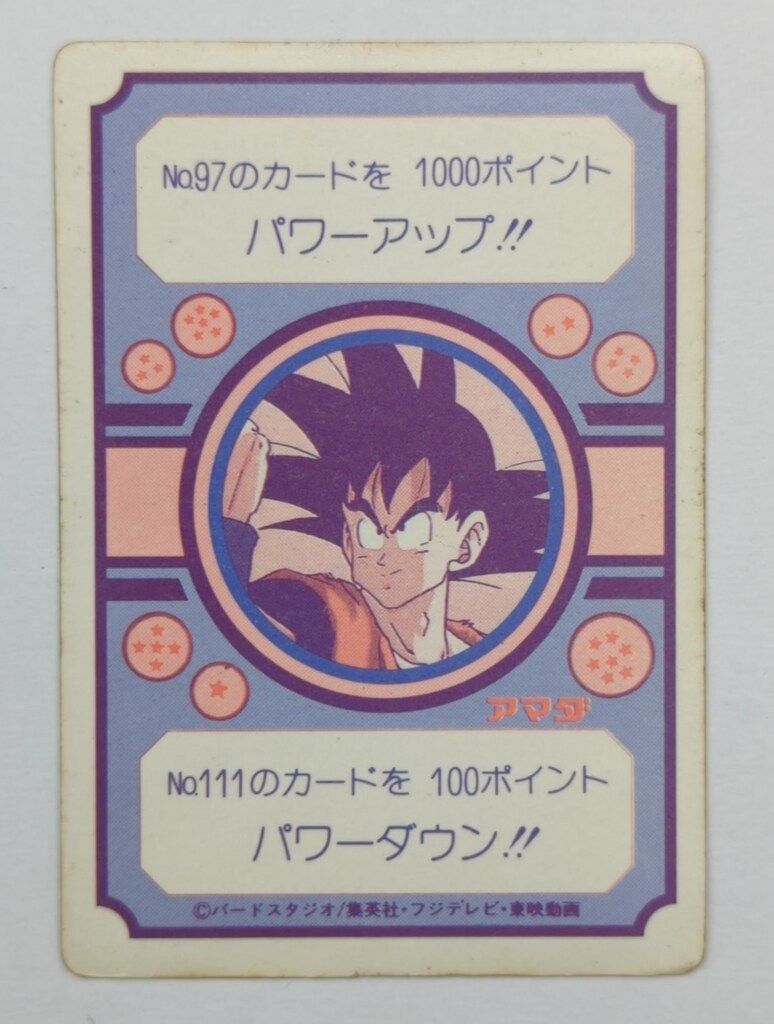 No.97のカードを 1000ポイント
パワーアップ!!
アマダ
No.111のカードを 100ポイント
パワーダウン!!
©バードスタジオ/集英社・フジテレビ・東映動画